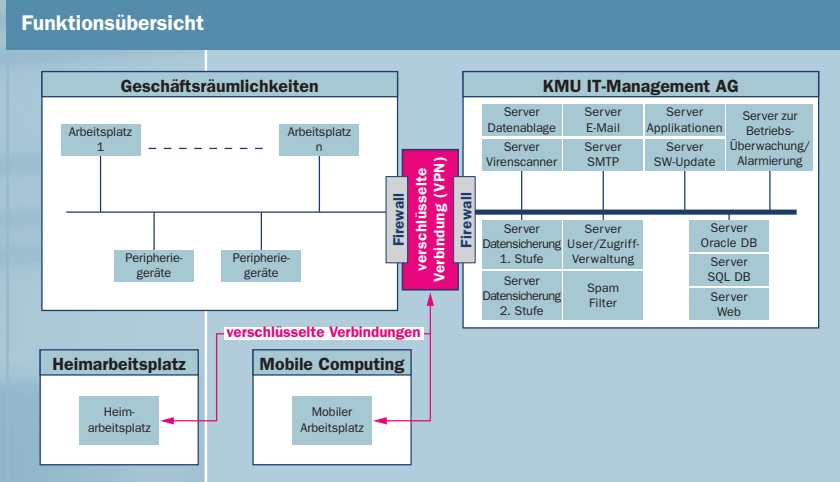 Funktionsübersicht
Geschäftsräumlichkeiten
Arbeitsplatz
1
Arbeitsplatz
n
Peripherie-
geräte
Peripherie-
geräte
Firewall
verschlüsselte
Verbindung (VPN)
Firewall
KMU IT-Management AG
Server
Datenablage
Server
E-Mail
Server
Applikationen
Server zur
Betriebs-
Überwachung/
Alarmierung
Server
Virenscanner
Server
SMTP
Server
SW-Update
Server
Datensicherung
1. Stufe
Server
User/Zugriff-
Verwaltung
Server
Oracle DB
Server
SQL DB
Server
Datensicherung
2. Stufe
Spam
Filter
Server
Web
verschlüsselte Verbindungen
Heimarbeitsplatz
Heim-
arbeitsplatz
Mobile Computing
Mobiler
Arbeitsplatz